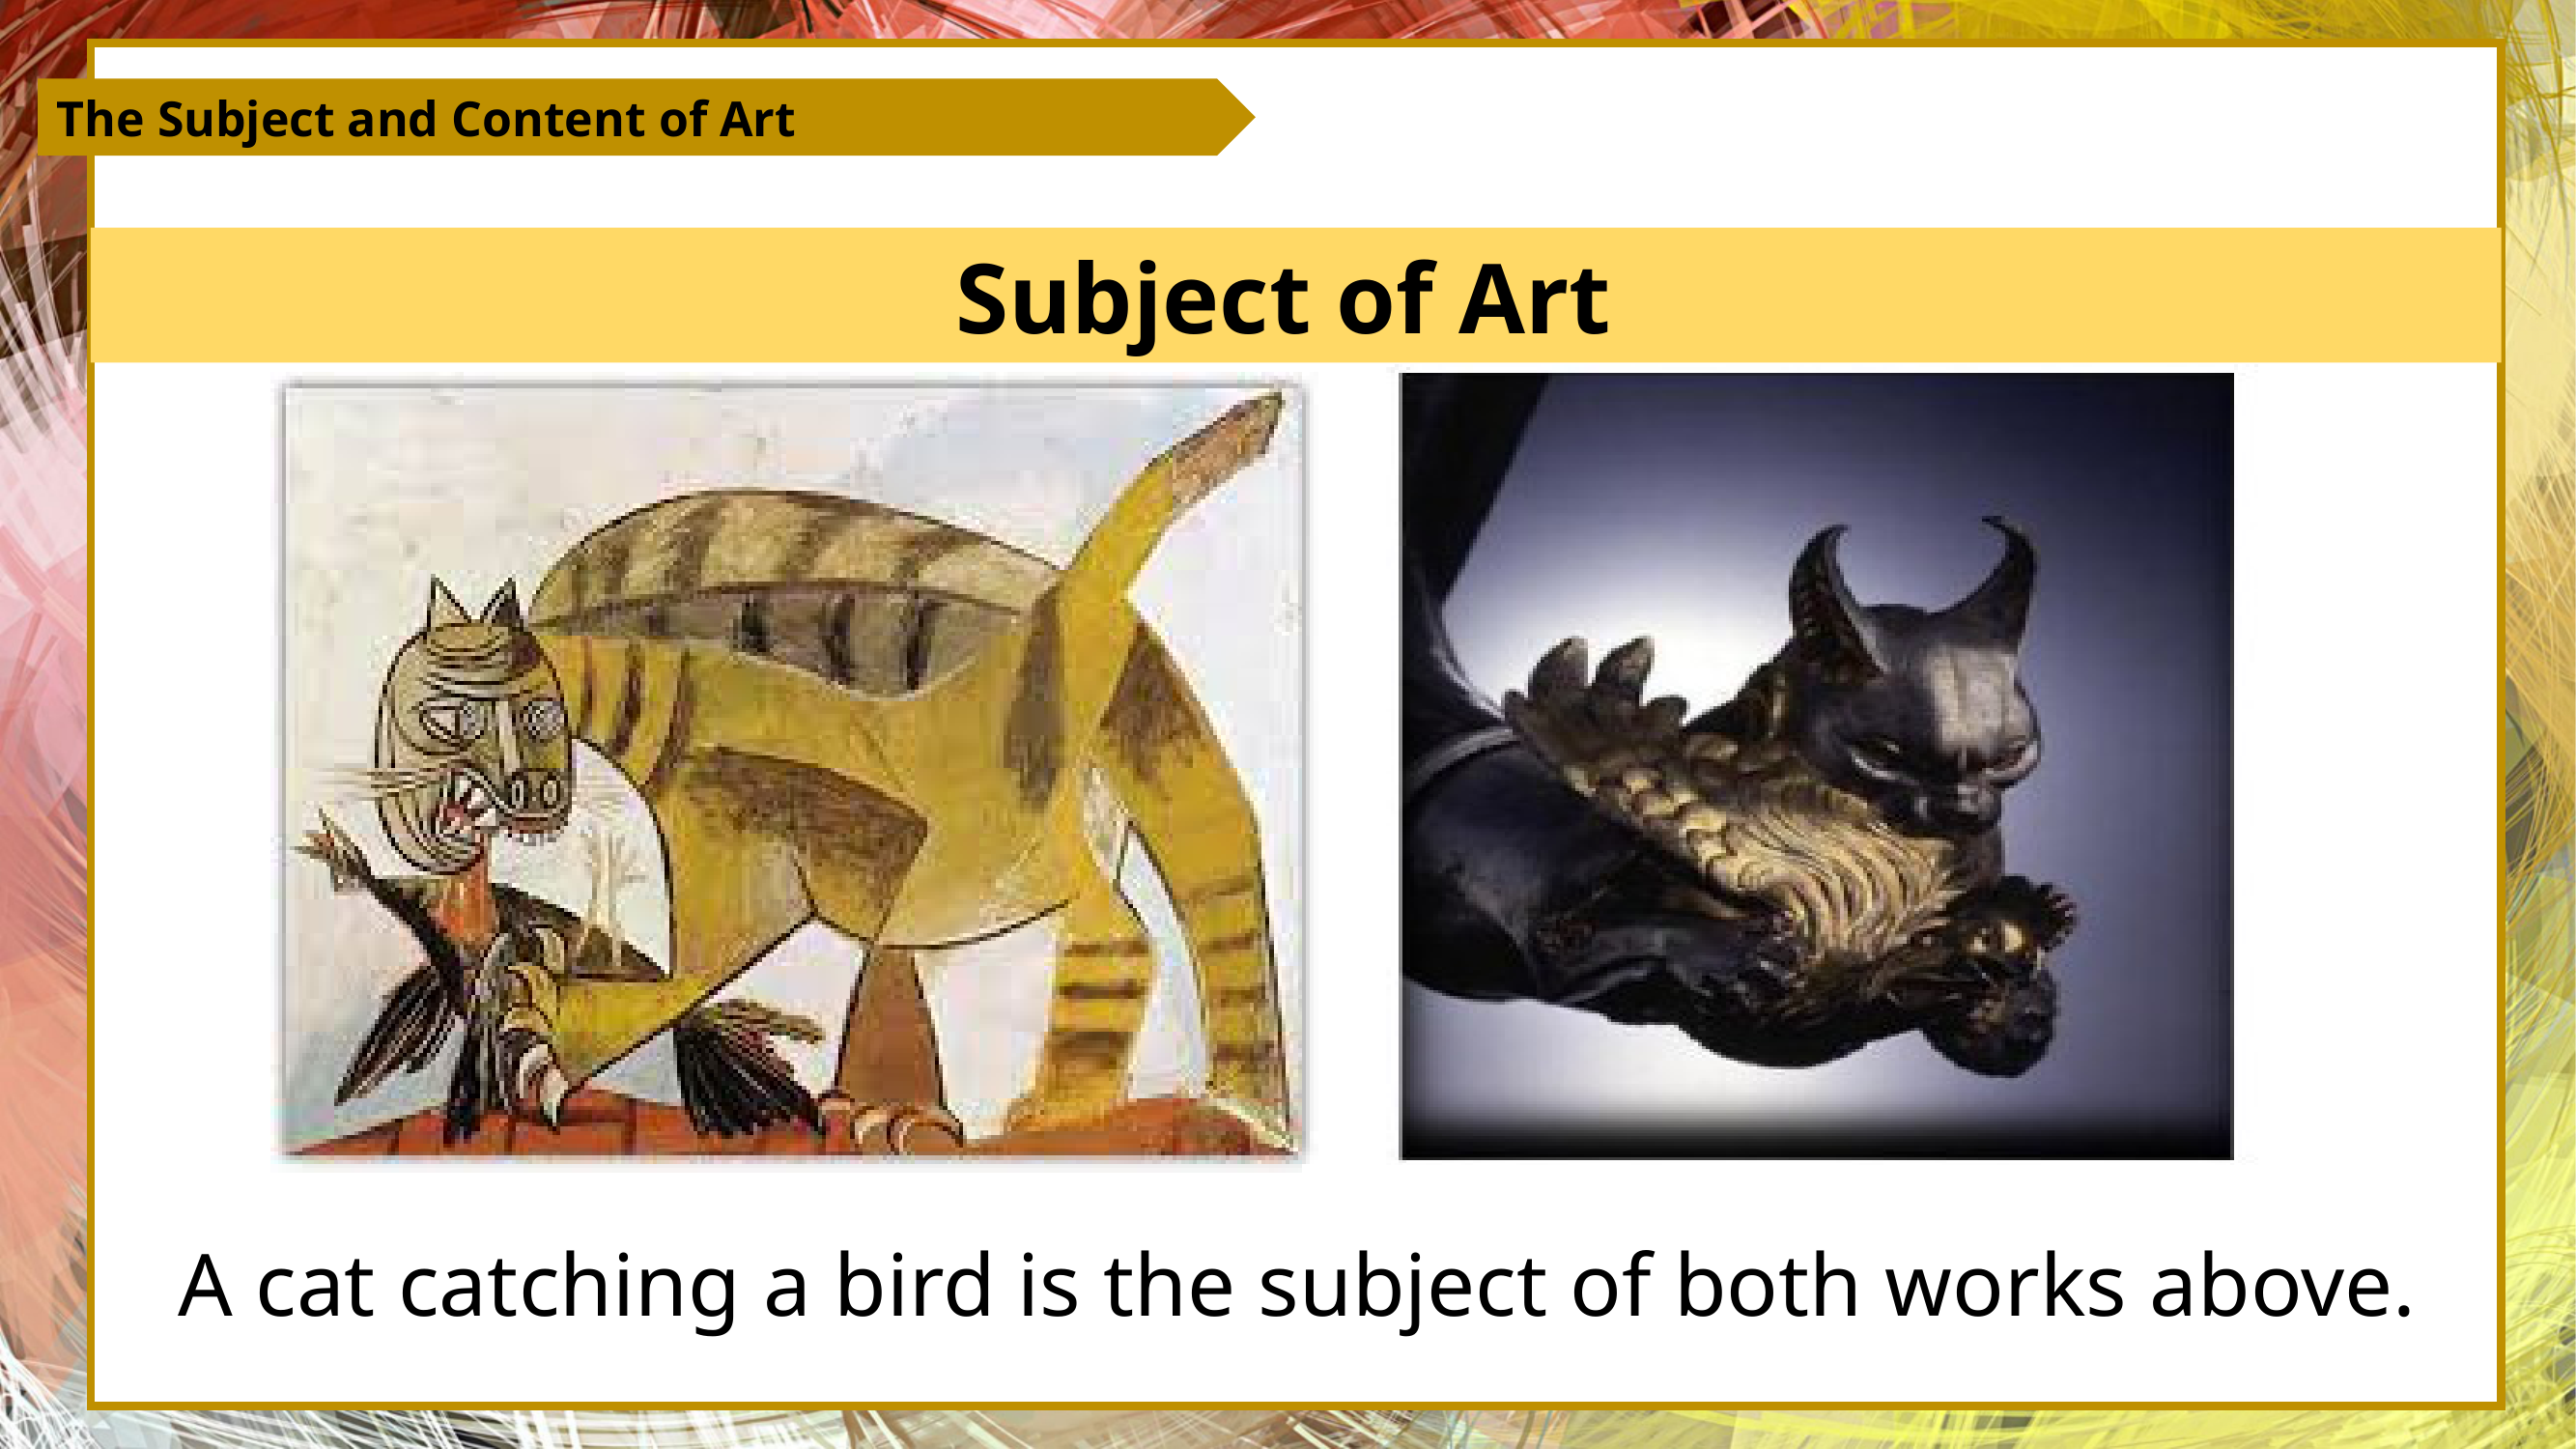 The Subject and Content of Art
Subject of Art
A cat catching a bird is the subject of both works above.